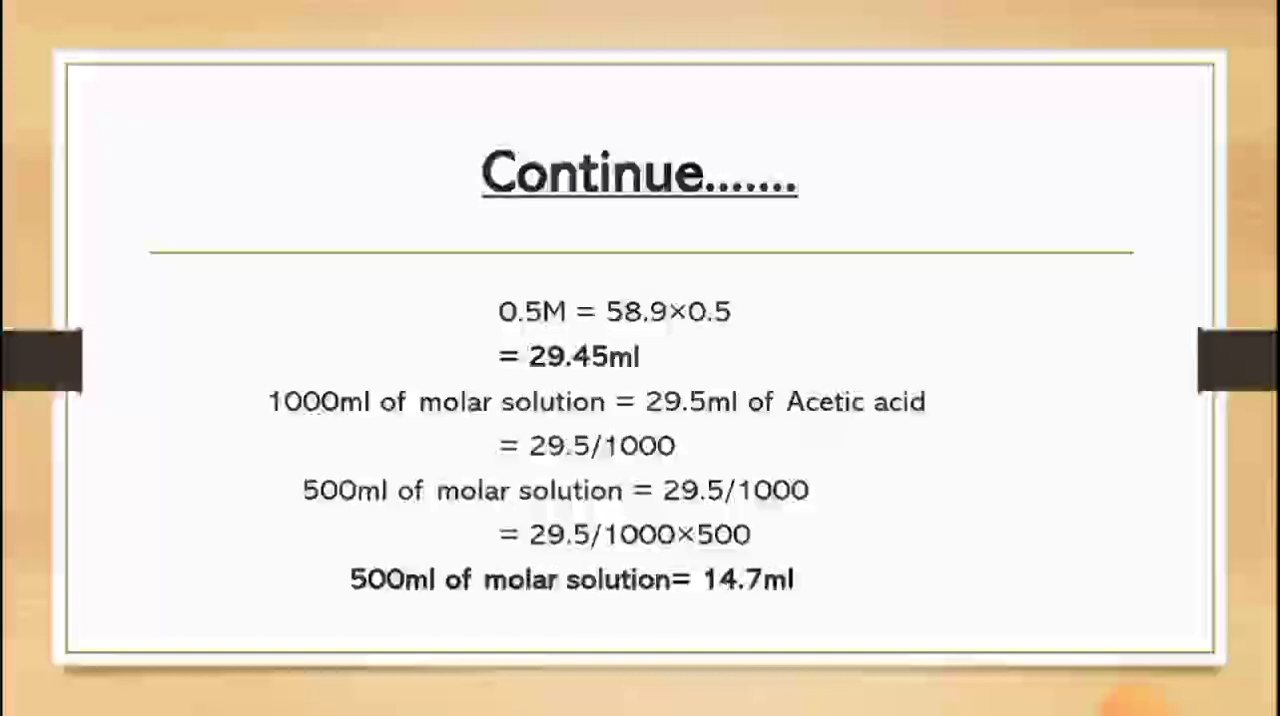 Continue.......
0.5M = 58.9×0.5
= 29.45ml
1000ml of molar solution = 29.5ml of Acetic acid
= 29.5/1000
500ml of molar solution = 29.5/1000
= 29.5/1000×500
500ml of molar solution= 14.7ml